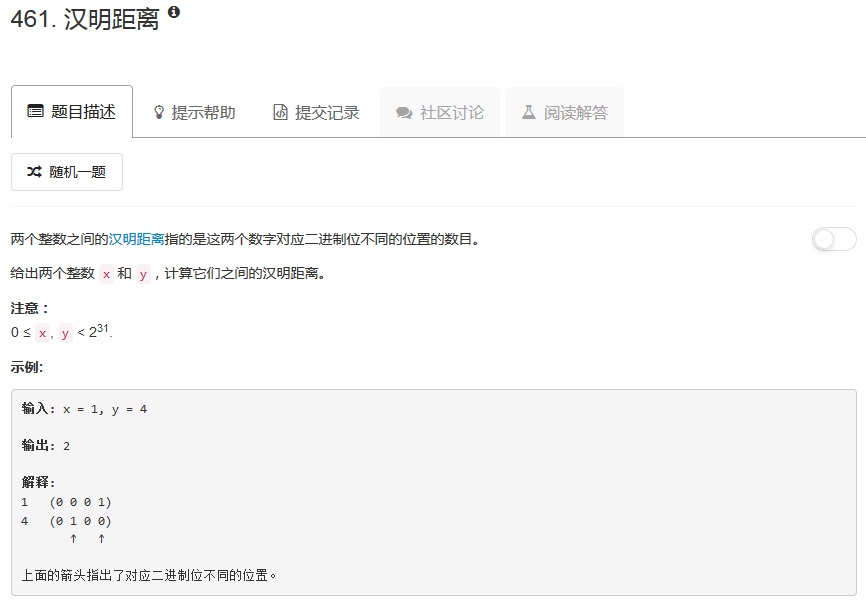 461. 汉明距离
题目描述 提示帮助 提交记录 社区讨论 阅读解答
随机一题
两个整数之间的汉明距离指的是这两个数字对应二进制位不同的位置的数目。
给出两个整数 x 和 y，计算它们之间的汉明距离。
注意：
0 ≤ x, y < 2³¹.
示例:
输入: x = 1, y = 4
输出: 2
解释:
1 (0 0 0 1)
4 (0 1 0 0)
↑ ↑
上面的箭头指出了对应二进制位不同的位置。